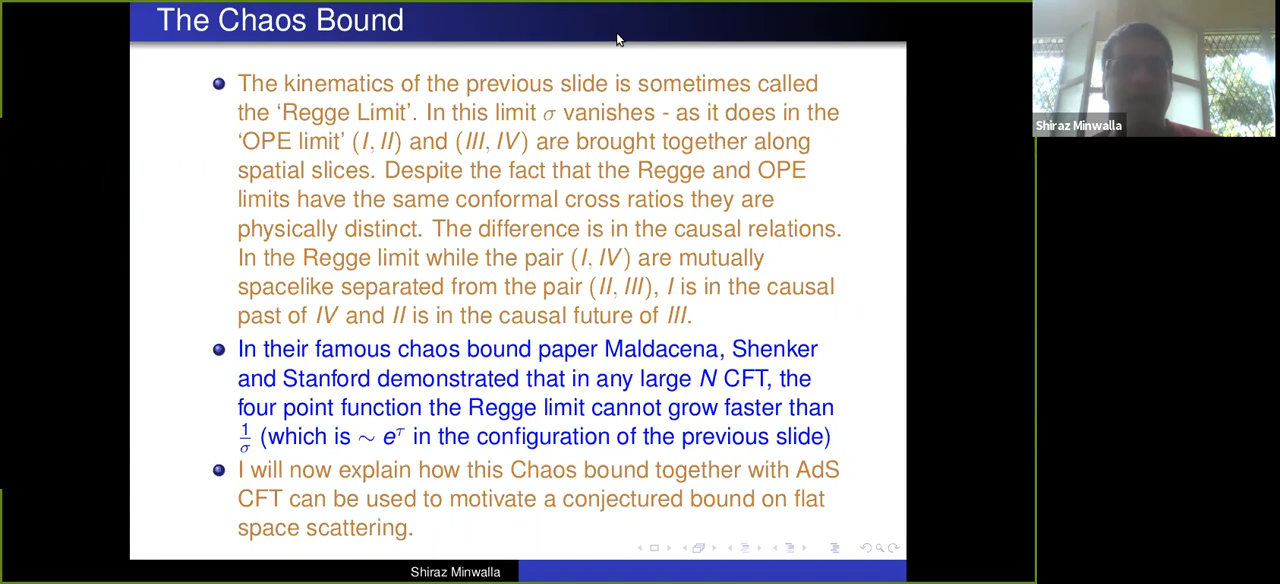 The Chaos Bound
The kinematics of the previous slide is sometimes called
the ‘Regge Limit’. In this limit σ vanishes - as it does in the
‘OPE limit’ (I, II) and (III, IV) are brought together along
spatial slices. Despite the fact that the Regge and OPE
limits have the same conformal cross ratios they are
physically distinct. The difference is in the causal relations.
In the Regge limit while the pair (I, IV) are mutually
spacelike separated from the pair (II, III), I is in the causal
past of IV and II is in the causal future of III.
In their famous chaos bound paper Maldacena, Shenker
and Stanford demonstrated that in any large N CFT, the
four point function the Regge limit cannot grow faster than
1/σ (which is ∼ e^τ in the configuration of the previous slide)
I will now explain how this Chaos bound together with AdS
CFT can be used to motivate a conjectured bound on flat
space scattering.
Shiraz Minwalla
Shiraz Minwalla